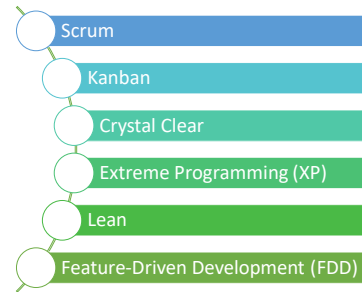 Scrum
Kanban
Crystal Clear
Extreme Programming (XP)
Lean
Feature-Driven Development (FDD)